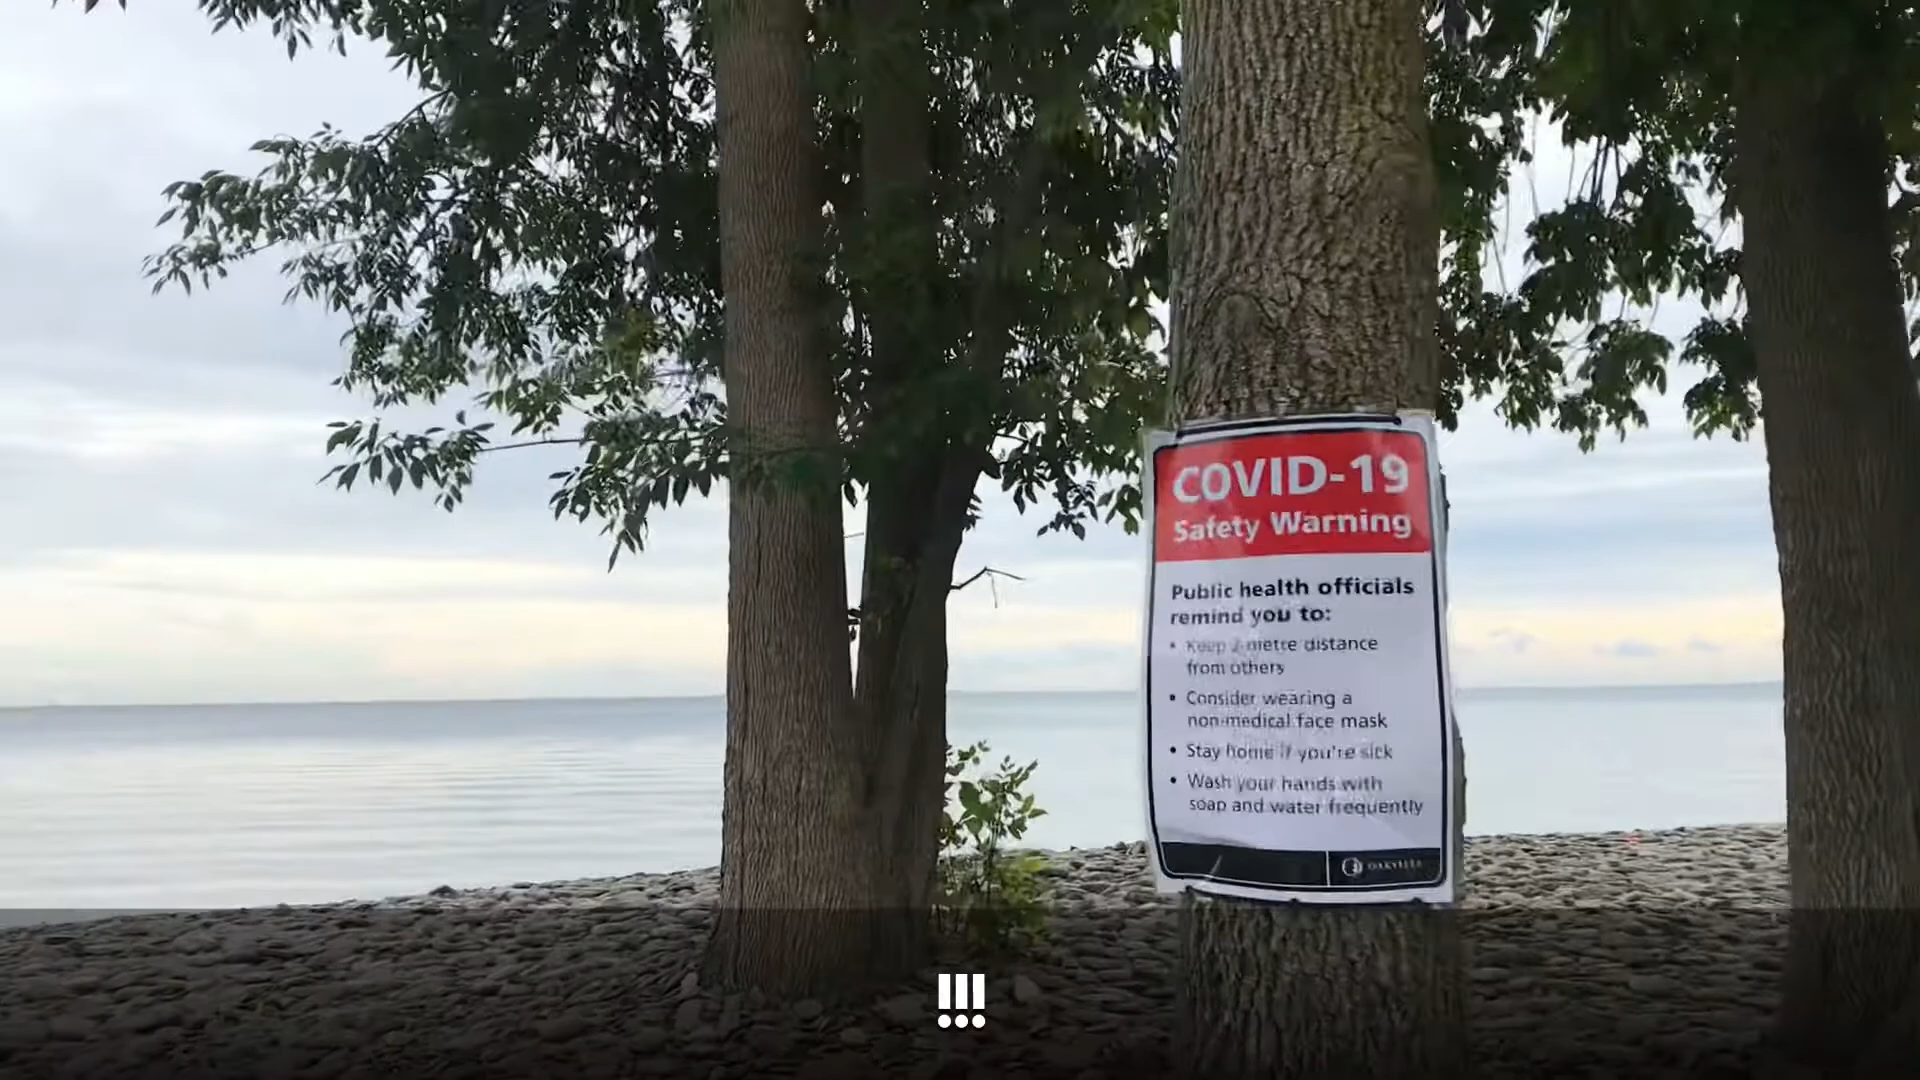 COVID-19
Safety Warning
Public health officials
remind you to:
• Keep 2-metre distance
from others
• Consider wearing a
non-medical face mask
• Stay home if you're sick
• Wash your hands with
soap and water frequently
OAKVILLE
!!!